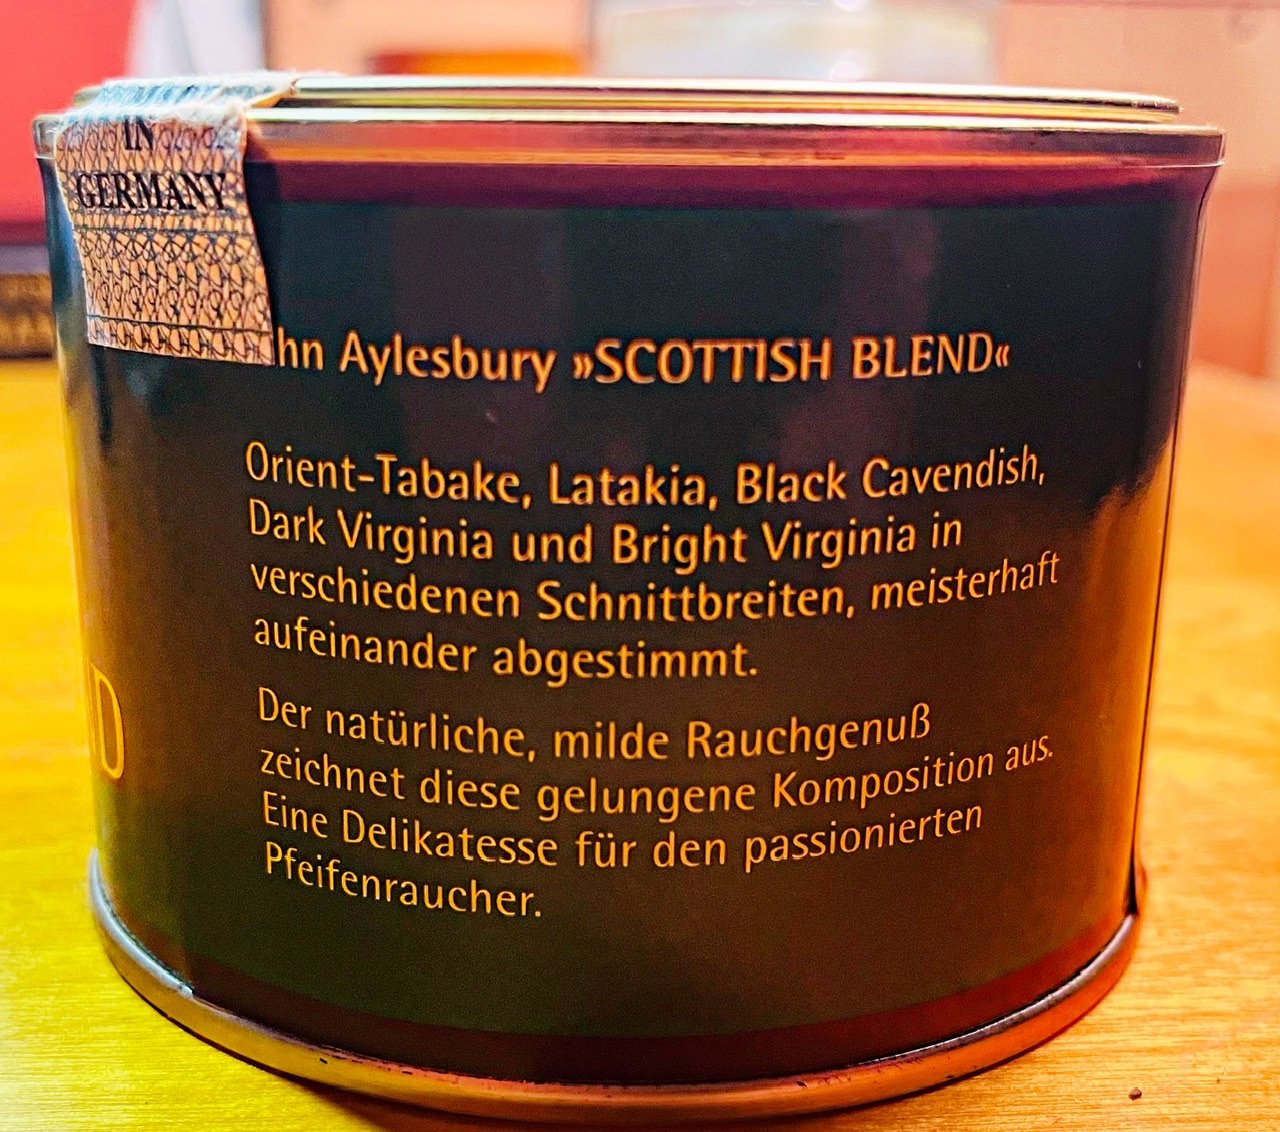 IN
GERMANY
hn Aylesbury »SCOTTISH BLEND«
Orient-Tabake, Latakia, Black Cavendish,
Dark Virginia und Bright Virginia in
verschiedenen Schnittbreiten, meisterhaft
aufeinander abgestimmt.
Der natürliche, milde Rauchgenuß
zeichnet diese gelungene Komposition aus.
Eine Delikatesse für den passionierten
Pfeifenraucher.